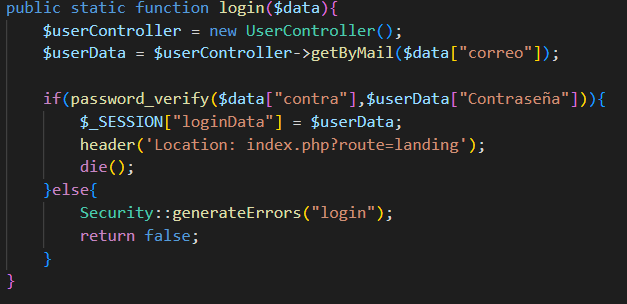 public static function login($data){
$userController = new UserController();
$userData = $userController->getByMail($data["correo"]);
if(password_verify($data["contra"],$userData["Contraseña"])){
$_SESSION["loginData"] = $userData;
header('Location: index.php?route=landing');
die();
}else{
Security::generateErrors("login");
return false;
}
}